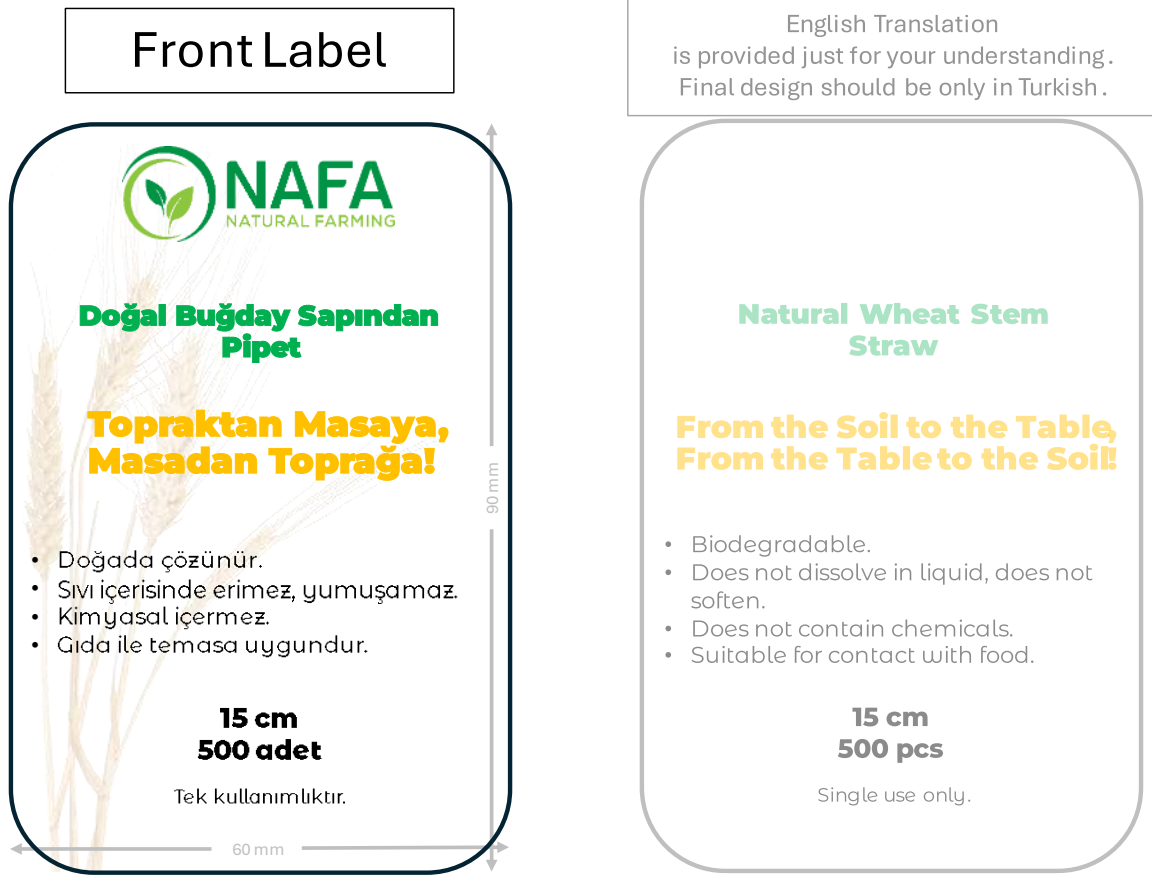 Front Label
English Translation
is provided just for your understanding.
Final design should be only in Turkish.
NAFA
NATURAL FARMING
Doğal Buğday Sapından
Pipet
Topraktan Masaya,
Masadan Toprağa!
• Doğada çözünür.
• Sıvı içerisinde erimez, yumuşamaz.
• Kimyasal içermez.
• Gıda ile temasa uygundur.
15 cm
500 adet
Tek kullanımlıktır.
90 mm
60 mm
Natural Wheat Stem
Straw
From the Soil to the Table,
From the Table to the Soil!
• Biodegradable.
• Does not dissolve in liquid, does not
soften.
• Does not contain chemicals.
• Suitable for contact with food.
15 cm
500 pcs
Single use only.